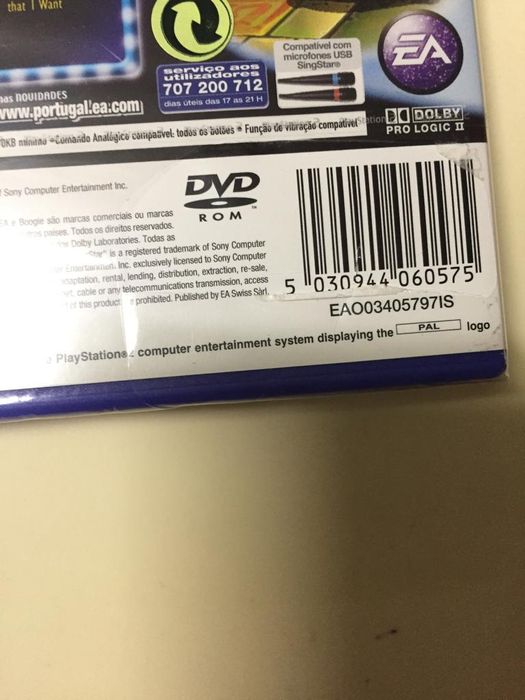 that I Want
NOVIDADES
www.portugal.ea.com
serviço aos
utilizadores
707 200 712
dias úteis das 17 as 21 H
Compatível com
microfones USB
SingStar®
EA
DOLBY
PRO LOGIC II
mínimo • Comando Analógico compatível: todos os botões • Função de vibração compatível
f Sony Computer Entertainment Inc.
DVD
ROM
EA e Boogie são marcas comerciais ou marcas
países. Todos os direitos reservados.
Dolby Laboratories. Todas as
is a registered trademark of Sony Computer
Entertainment Inc. exclusively licensed to Sony Computer
adaptation, rental, lending, distribution, extraction, re-sale,
cable or any telecommunications transmission, access
of this product prohibited. Published by EA Swiss Sàrl.
5 030944 060575
EAO03405797IS
PlayStation®2 computer entertainment system displaying the PAL logo